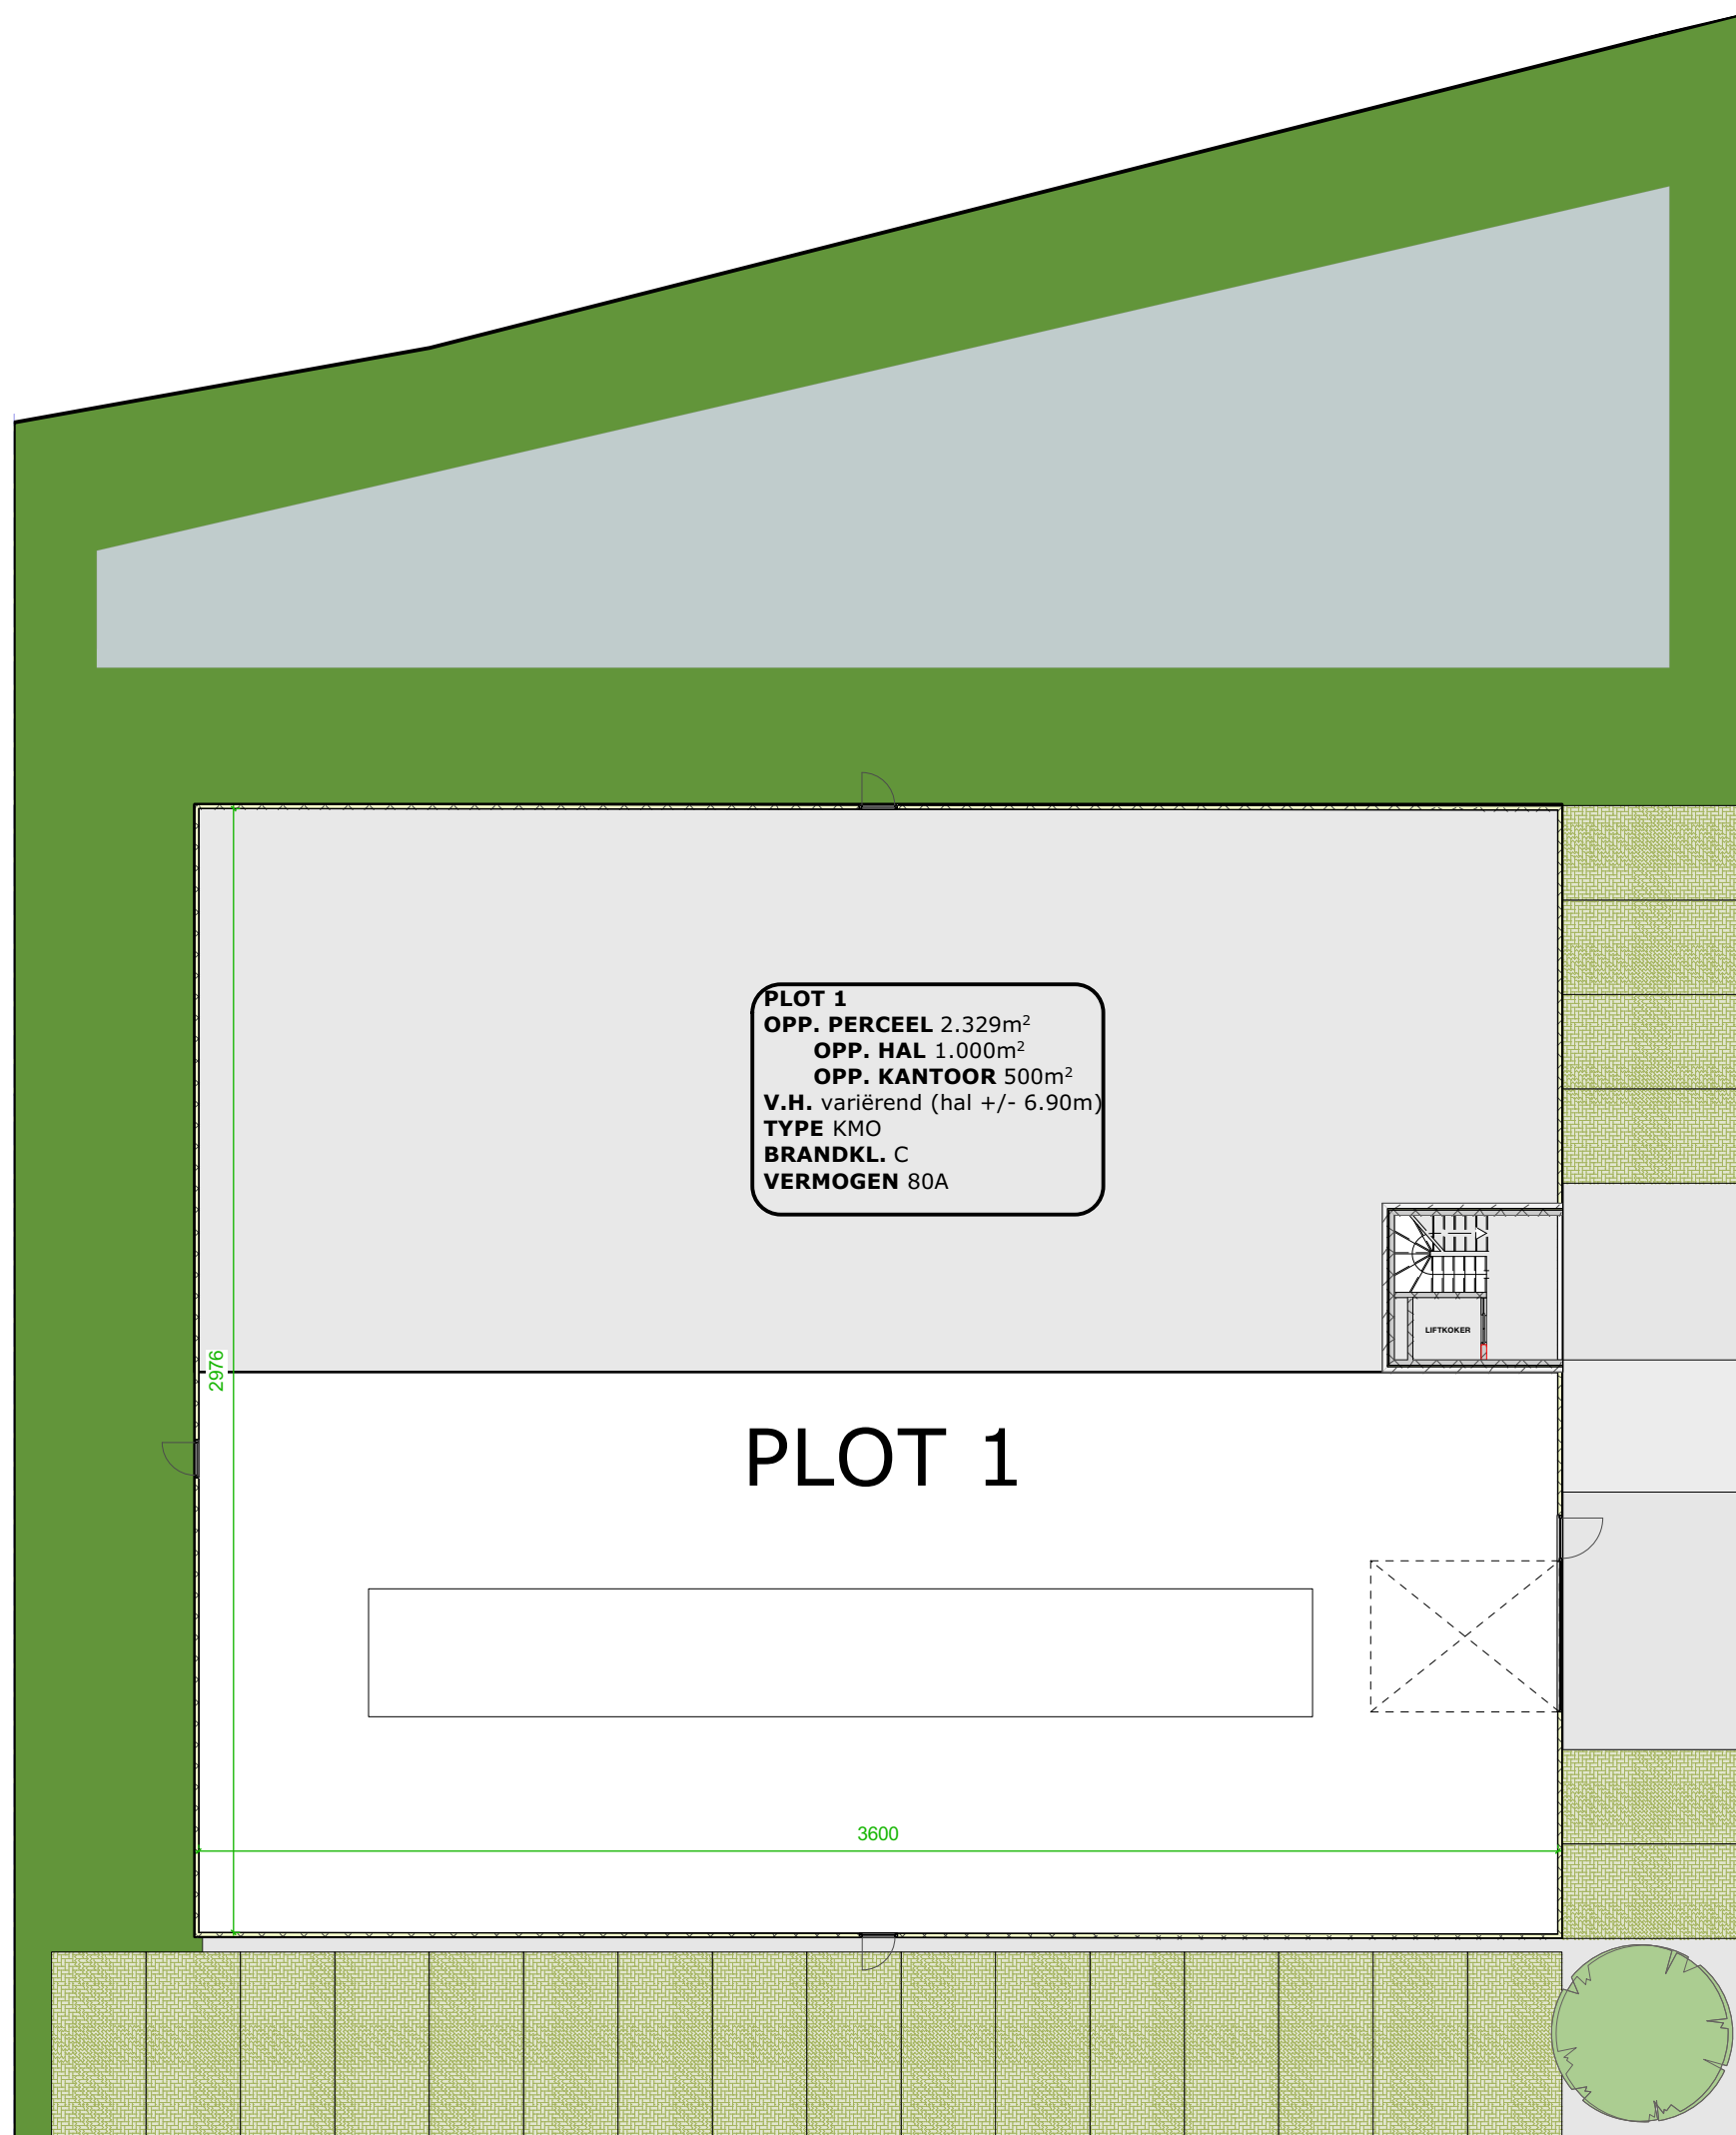 PLOT 1
OPP. PERCEEL 2.329m²
OPP. HAL 1.000m²
OPP. KANTOOR 500m²
V.H. variërend (hal +/- 6.90m)
TYPE KMO
BRANDKL. C
VERMOGEN 80A
LIFTKOKER
2976
PLOT 1
3600